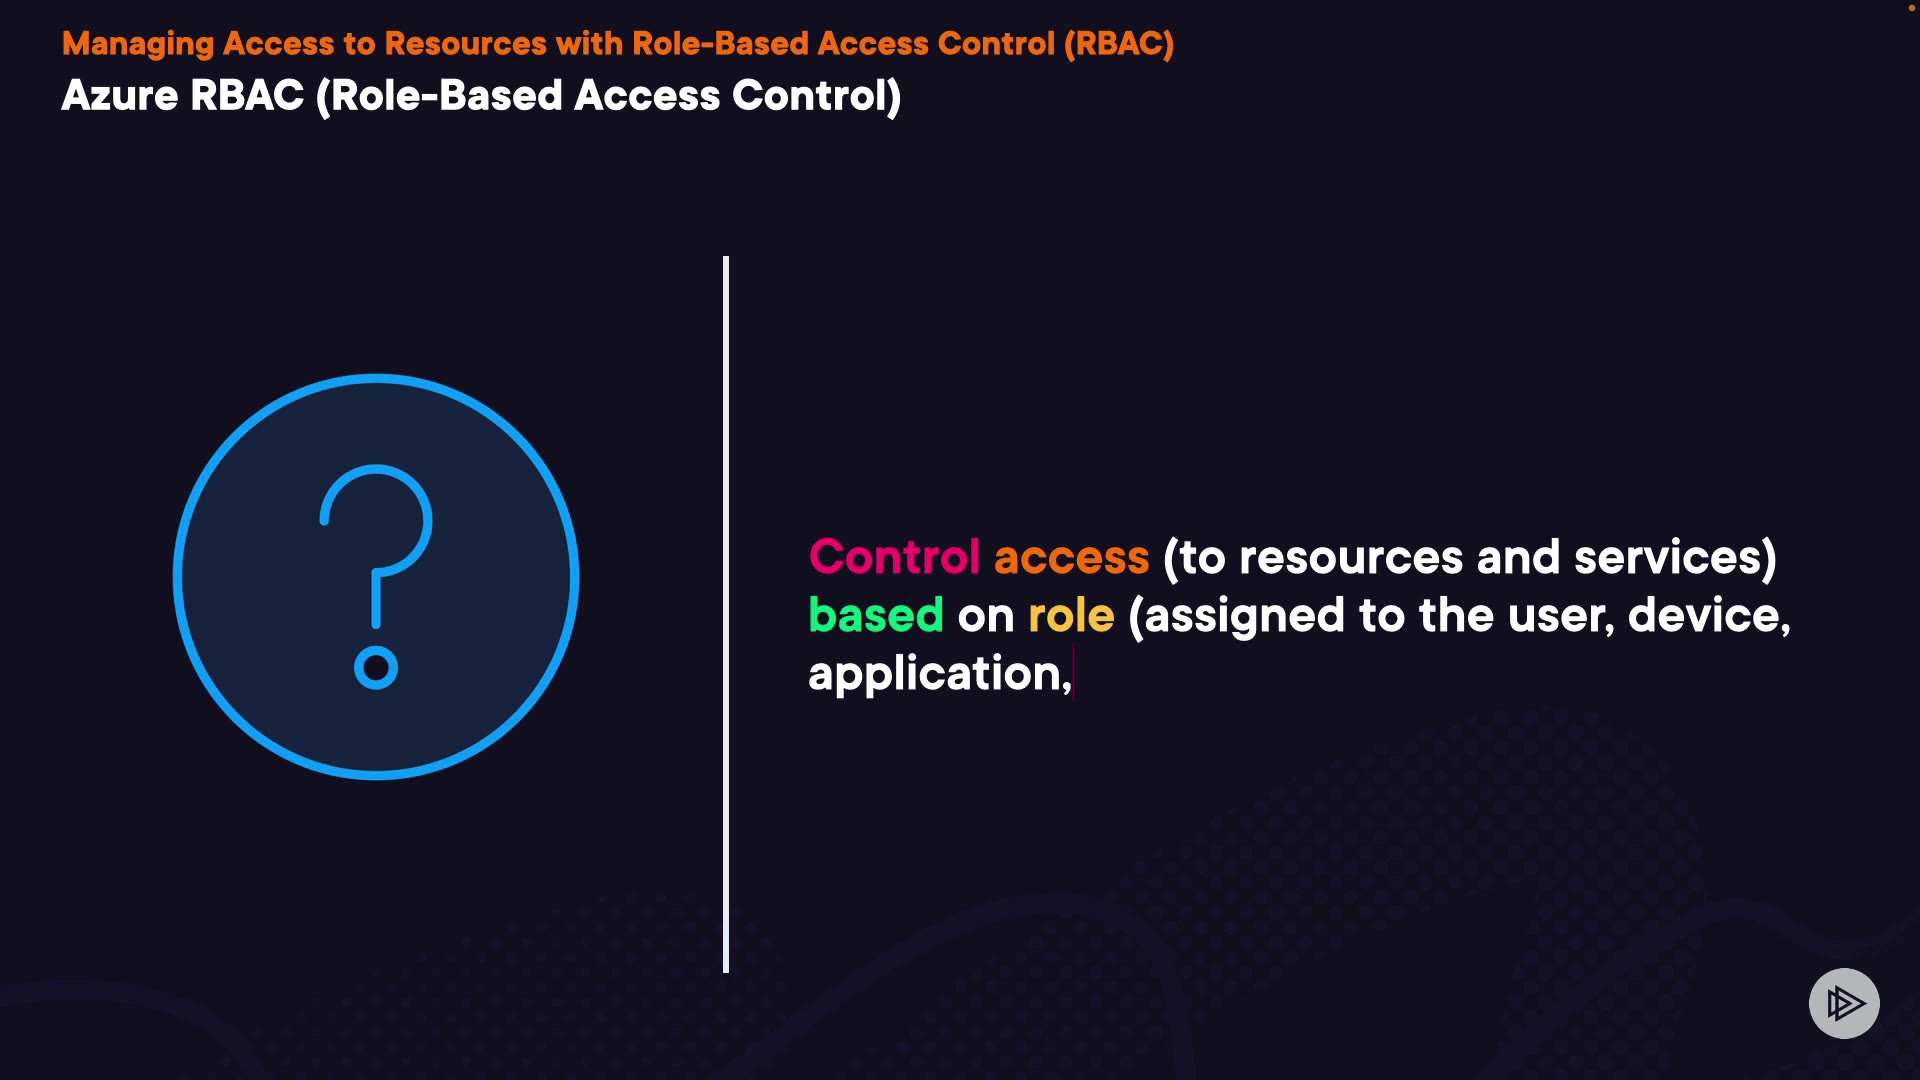 Managing Access to Resources with Role-Based Access Control (RBAC)
Azure RBAC (Role-Based Access Control)
Control access (to resources and services)
based on role (assigned to the user, device,
application,